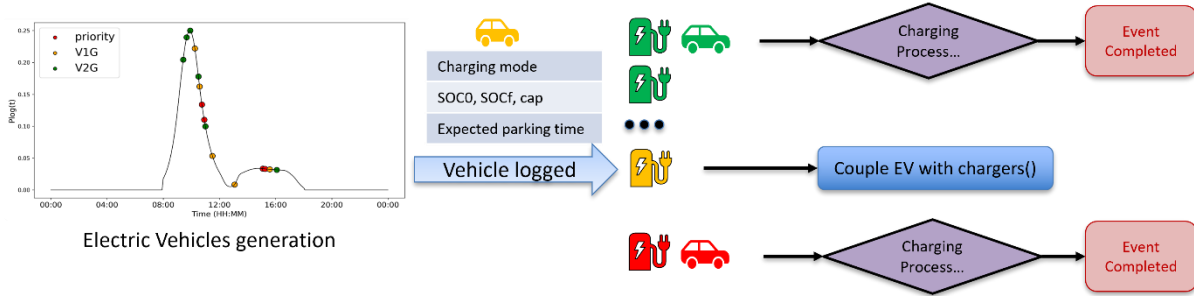 0.25
0.20
0.15
0.10
0.05
0.00
Plog(t)
priority
V1G
V2G
00:00
04:00
08:00
12:00
16:00
20:00
00:00
Time (HH:MM)
Electric Vehicles generation
Charging mode
SOC0, SOCf, cap
Expected parking time
Vehicle logged
Charging
Process...
Event
Completed
Couple EV with chargers()
Charging
Process...
Event
Completed